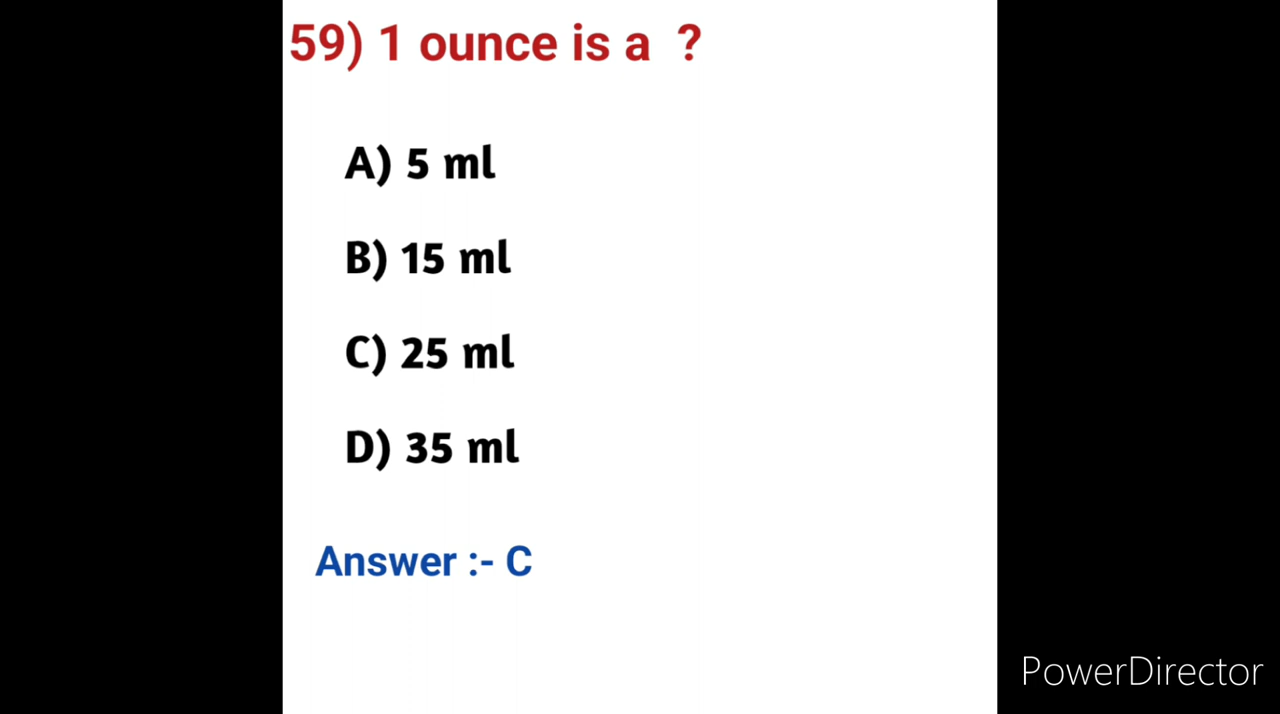 59) 1 ounce is a ?
A) 5 ml
B) 15 ml
C) 25 ml
D) 35 ml
Answer :- C
PowerDirector